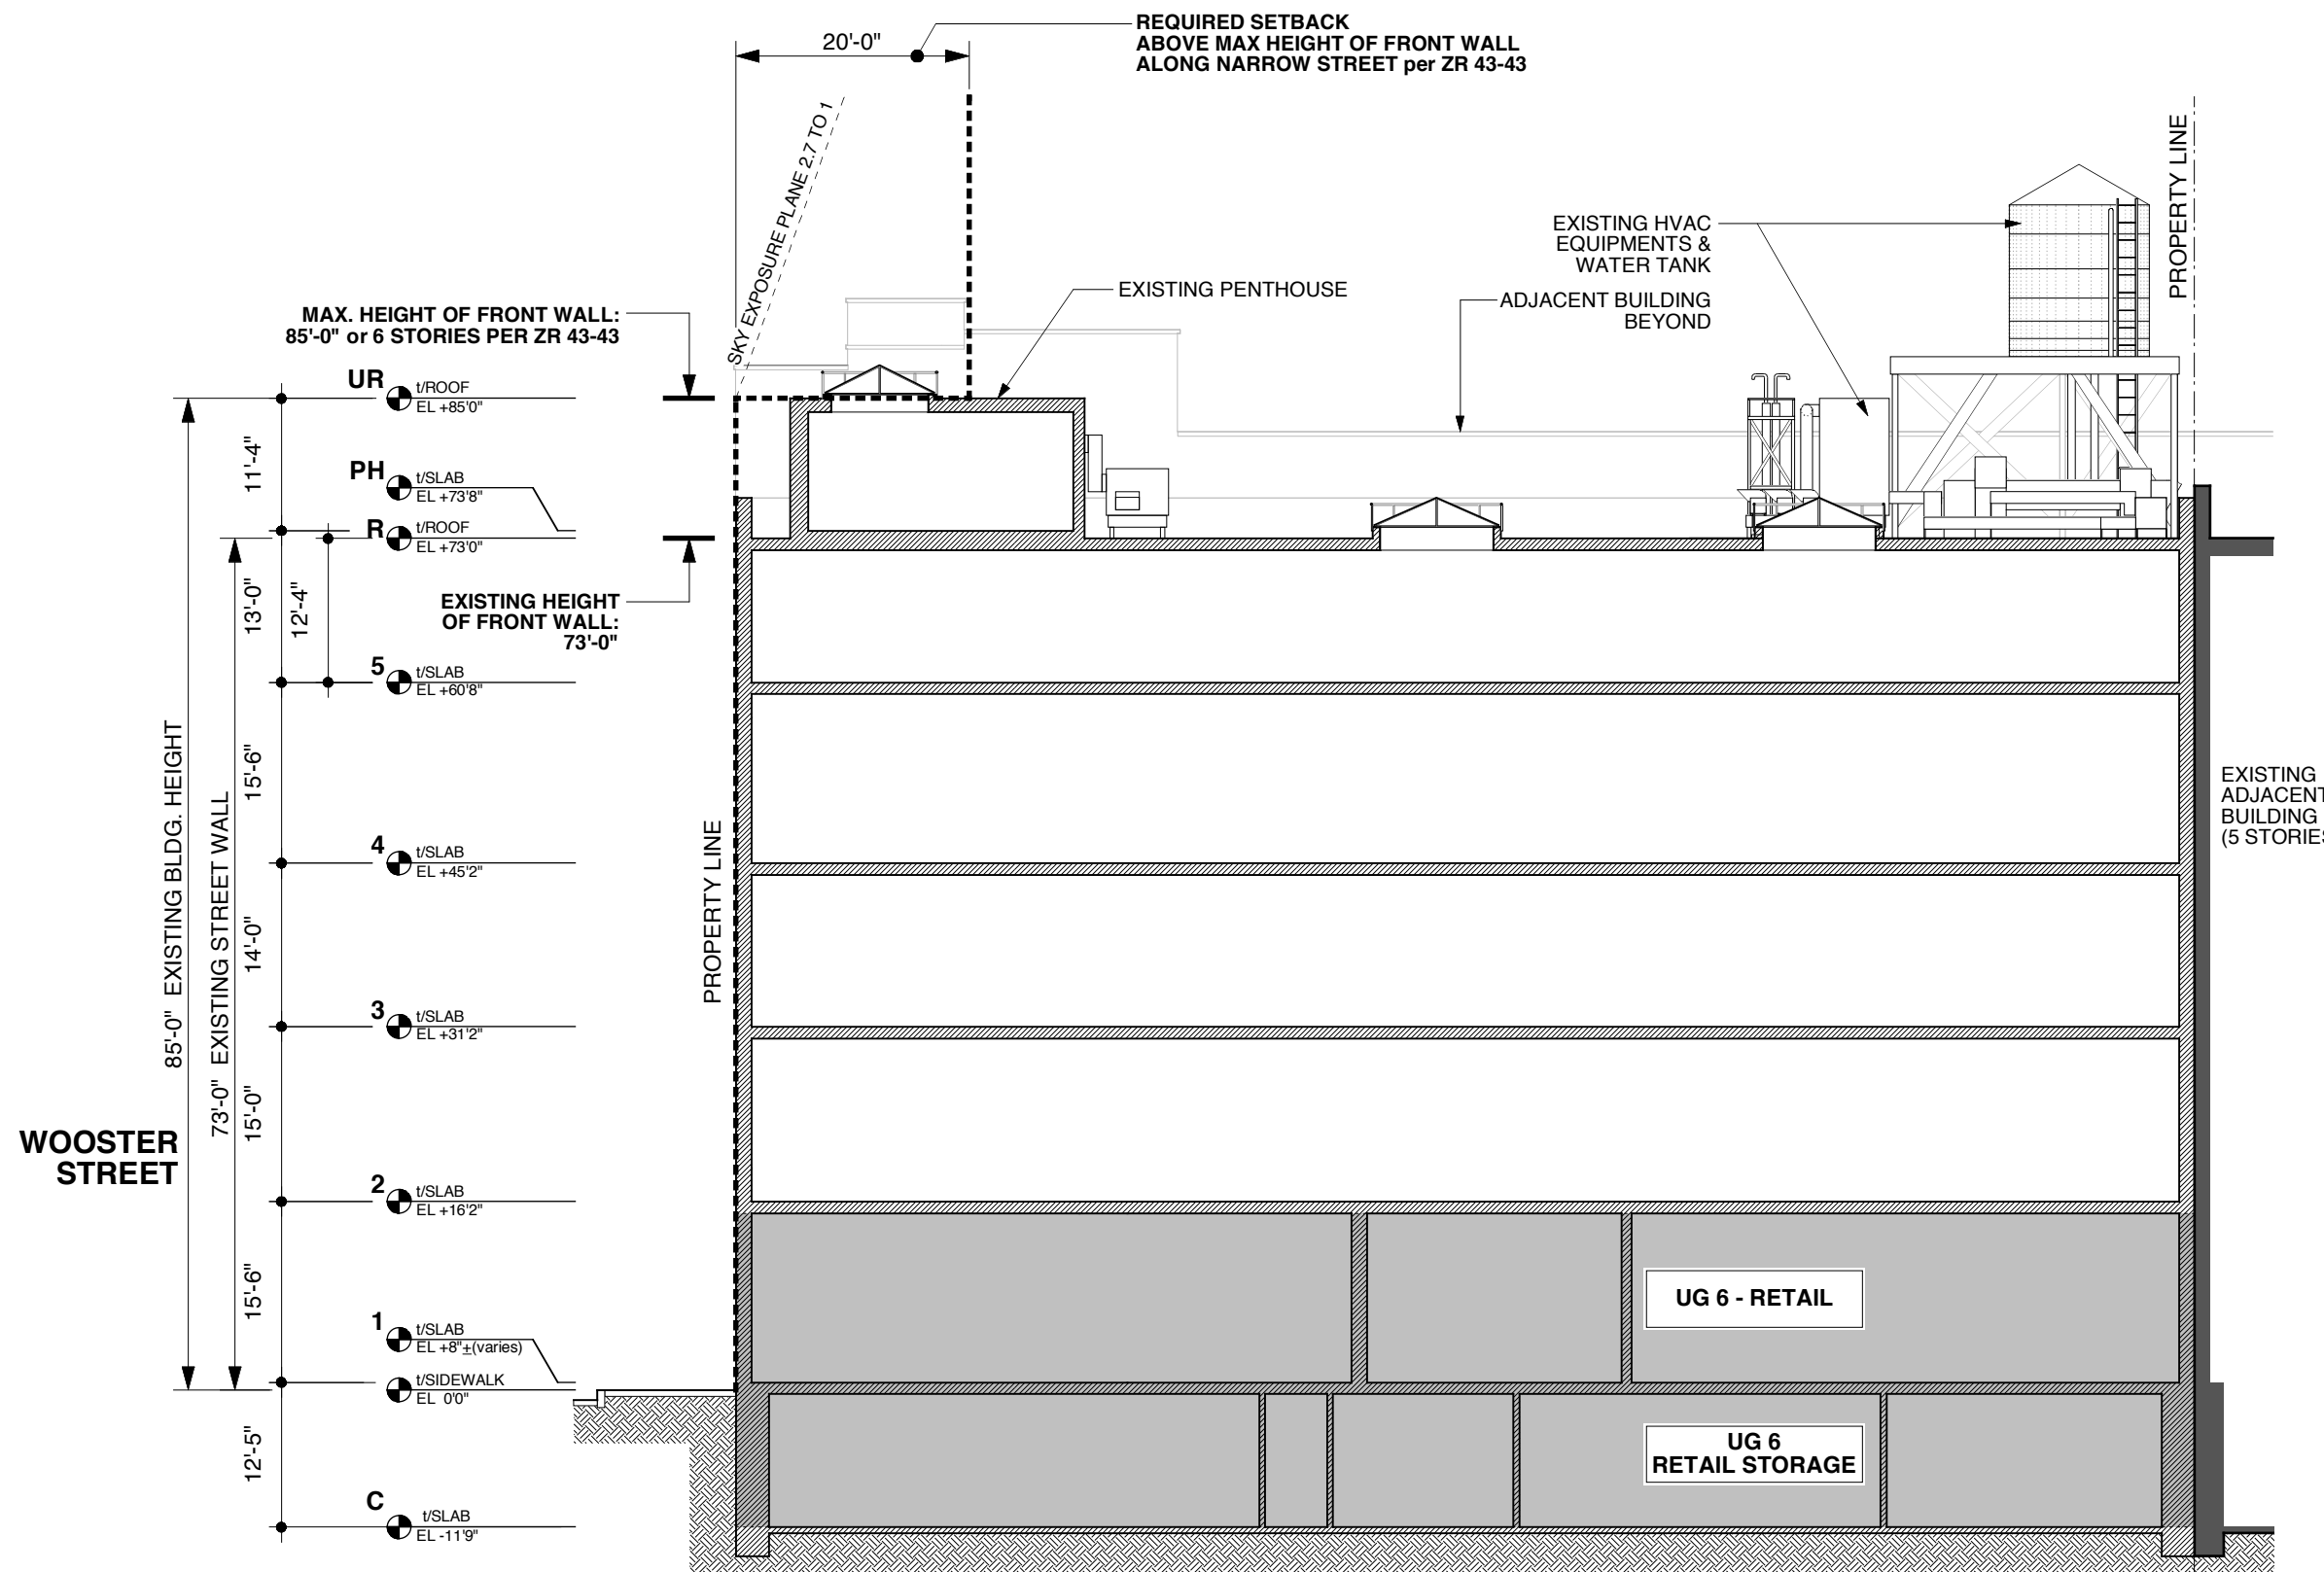 20'-0"
REQUIRED SETBACK
ABOVE MAX HEIGHT OF FRONT WALL
ALONG NARROW STREET per ZR 43-43
SKY EXPOSURE PLANE 2.7 TO 1
PROPERTY LINE
EXISTING HVAC
EQUIPMENTS &
WATER TANK
EXISTING PENTHOUSE
ADJACENT BUILDING
BEYOND
MAX. HEIGHT OF FRONT WALL:
85'-0" or 6 STORIES PER ZR 43-43
UR
t/ROOF
EL +85'0"
11'-4"
PH
t/SLAB
EL +73'8"
R
t/ROOF
EL +73'0"
EXISTING HEIGHT
OF FRONT WALL:
73'-0"
13'-0"
12'-4"
5
t/SLAB
EL +60'8"
15'-6"
4
t/SLAB
EL +45'2"
85'-0" EXISTING BLDG. HEIGHT
73'-0" EXISTING STREET WALL
14'-0"
PROPERTY LINE
EXISTING
ADJACENT
BUILDING
(5 STORIES
3
t/SLAB
EL +31'2"
15'-0"
WOOSTER
STREET
2
t/SLAB
EL +16'2"
15'-6"
UG 6 - RETAIL
1
t/SLAB
EL +8"±(varies)
t/SIDEWALK
EL 0'0"
12'-5"
UG 6
RETAIL STORAGE
C
t/SLAB
EL -11'9"